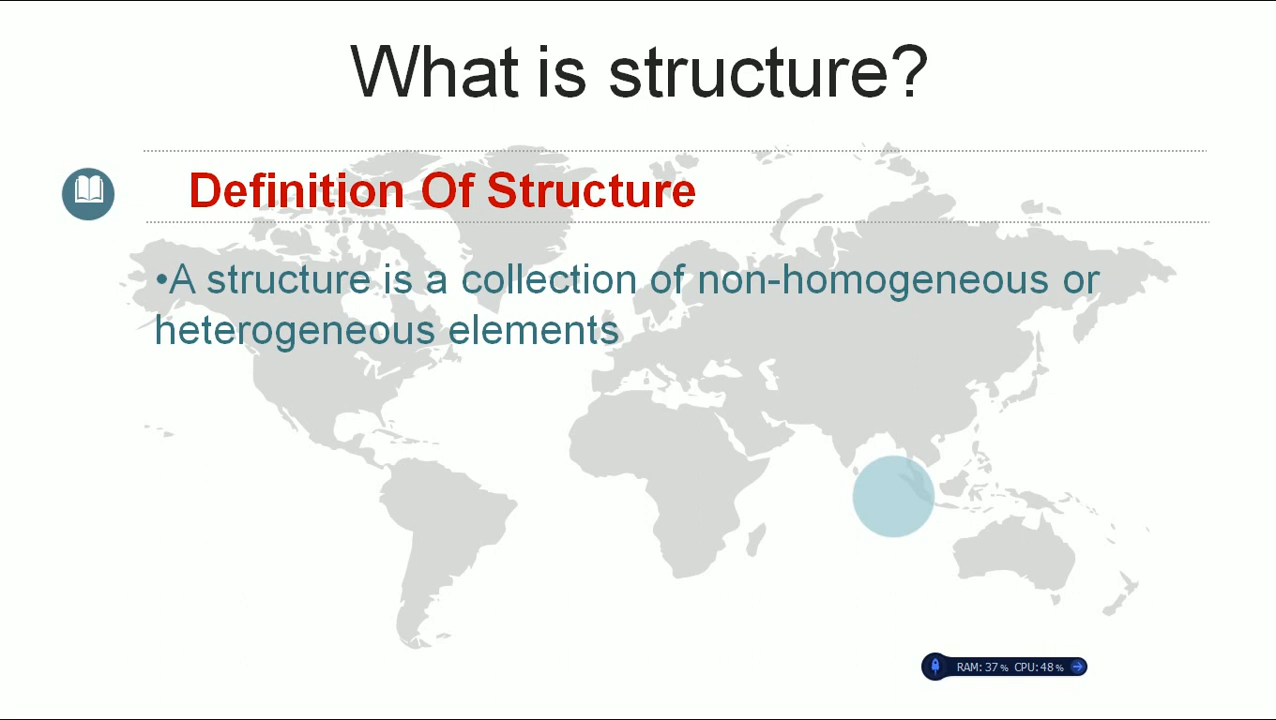 What is structure?
Definition Of Structure
•A structure is a collection of non-homogeneous or
heterogeneous elements
RAM: 37% CPU: 48%